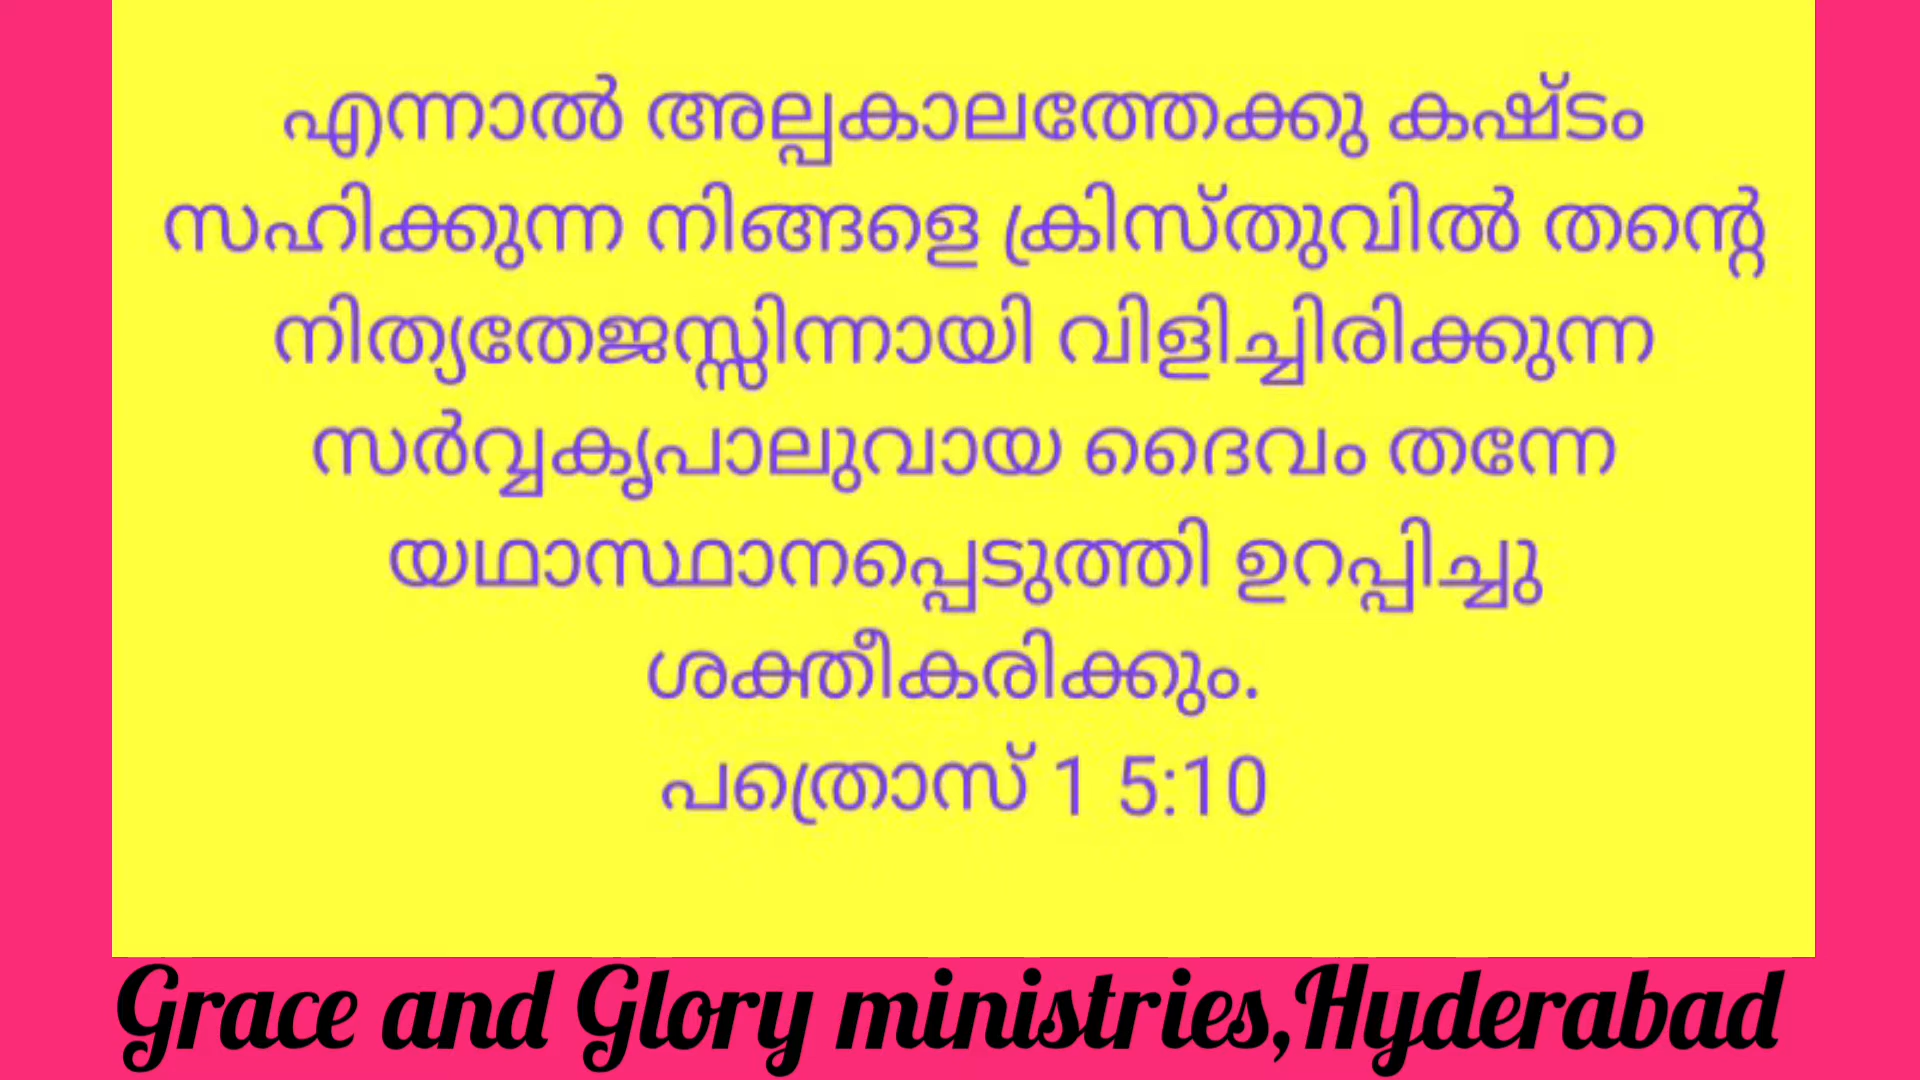 എന്നാൽ അല്പകാലത്തേക്കു കഷ്ടം
സഹിക്കുന്ന നിങ്ങളെ ക്രിസ്തുവിൽ തന്റെ
നിത്യതേജസ്സിന്നായി വിളിച്ചിരിക്കുന്ന
സർവ്വകൃപാലുവായ ദൈവം തന്നേ
യഥാസ്ഥാനപ്പെടുത്തി ഉറപ്പിച്ചു
ശക്തീകരിക്കും.
പത്രൊസ് 1 5:10
Grace and Glory ministries,Hyderabad